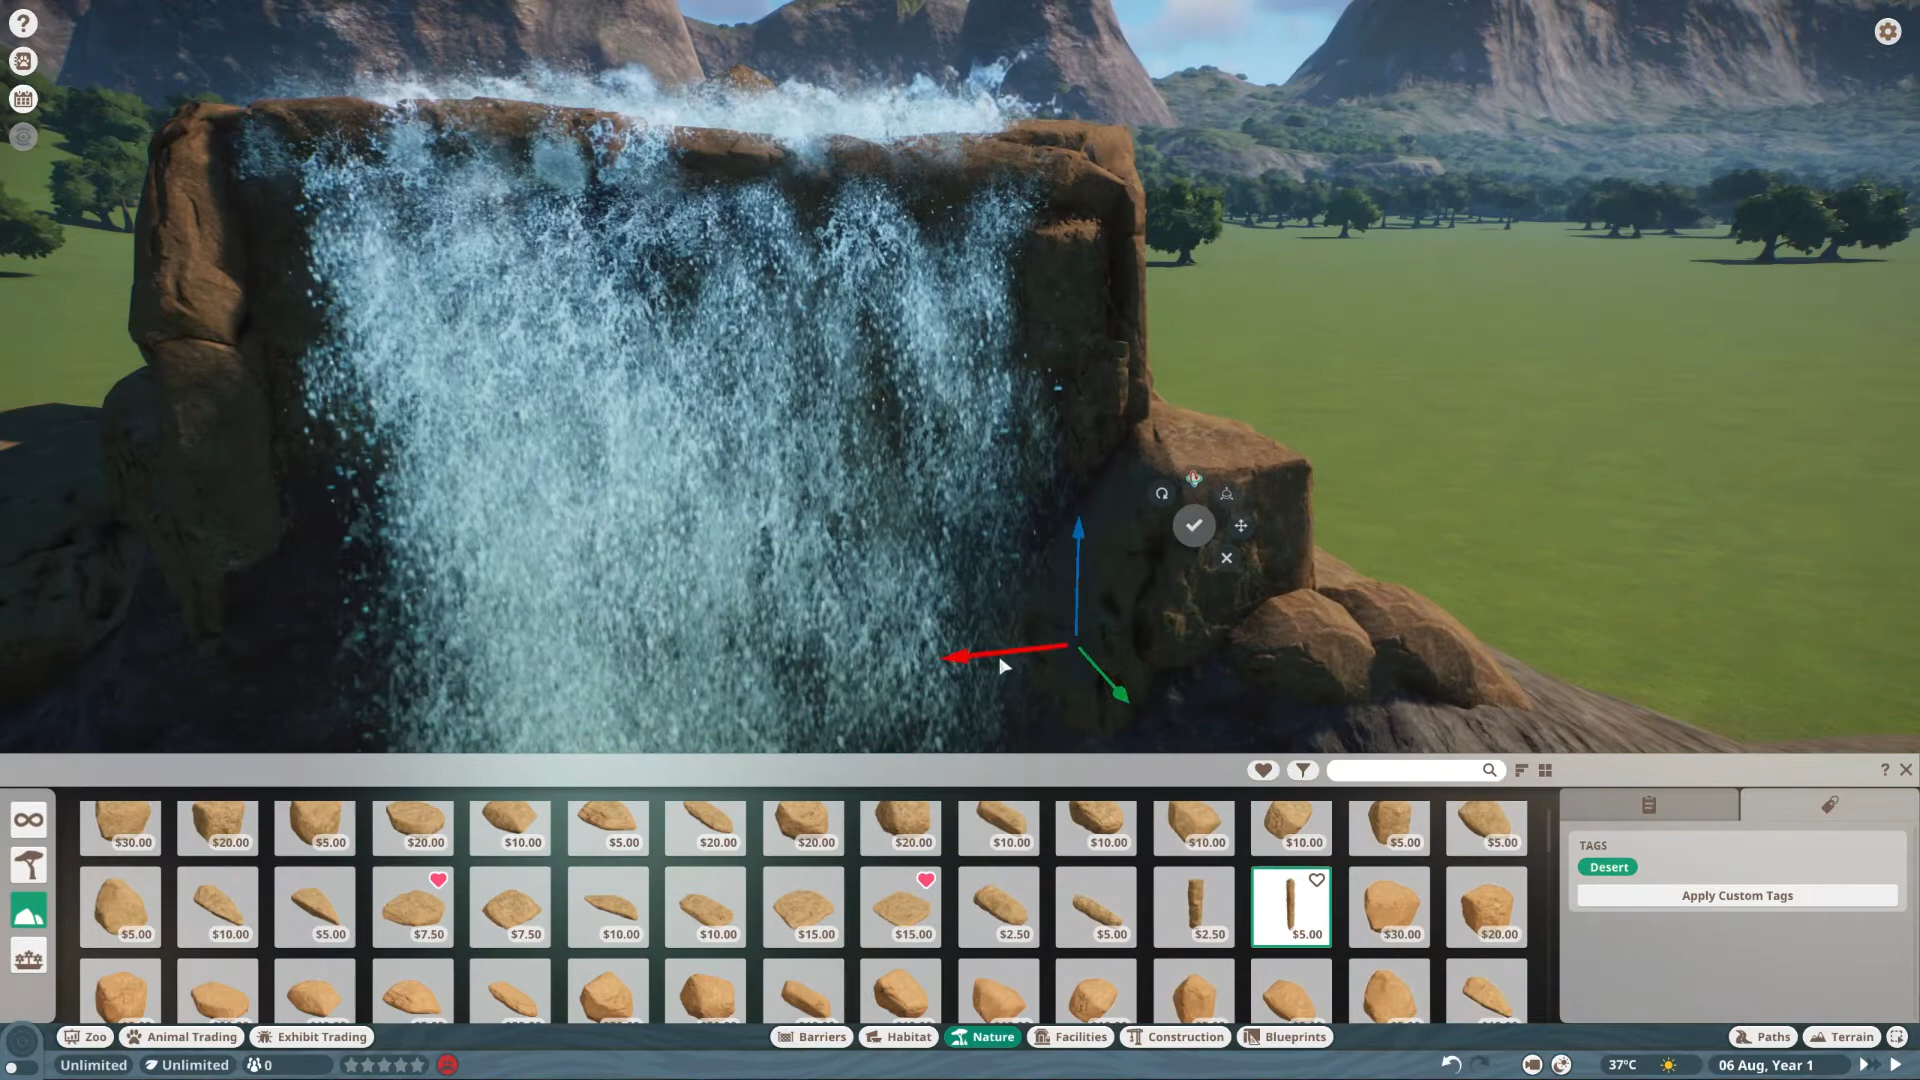 $30.00 $20.00 $5.00 $20.00 $10.00 $5.00 $20.00 $20.00 $20.00 $10.00 $10.00 $10.00 $10.00 $5.00 $5.00
$5.00 $10.00 $5.00 $7.50 $7.50 $10.00 $10.00 $15.00 $15.00 $2.50 $5.00 $2.50 $5.00 $30.00 $20.00
TAGS
Desert
Apply Custom Tags
Zoo Animal Trading Exhibit Trading Barriers Habitat Nature Facilities Construction Blueprints Paths Terrain
Unlimited Unlimited 0 37°C 06 Aug, Year 1